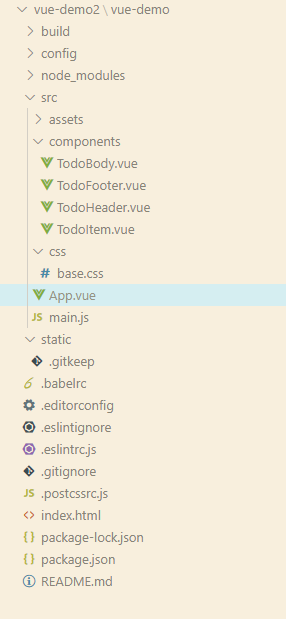 vue-demo2 \ vue-demo
build
config
node_modules
src
assets
components
TodoBody.vue
TodoFooter.vue
TodoHeader.vue
TodoItem.vue
css
# base.css
App.vue
JS main.js
static
.gitkeep
.babelrc
.editorconfig
.eslintignore
.eslintrc.js
.gitignore
JS .postcssrc.js
<> index.html
{} package-lock.json
{} package.json
README.md